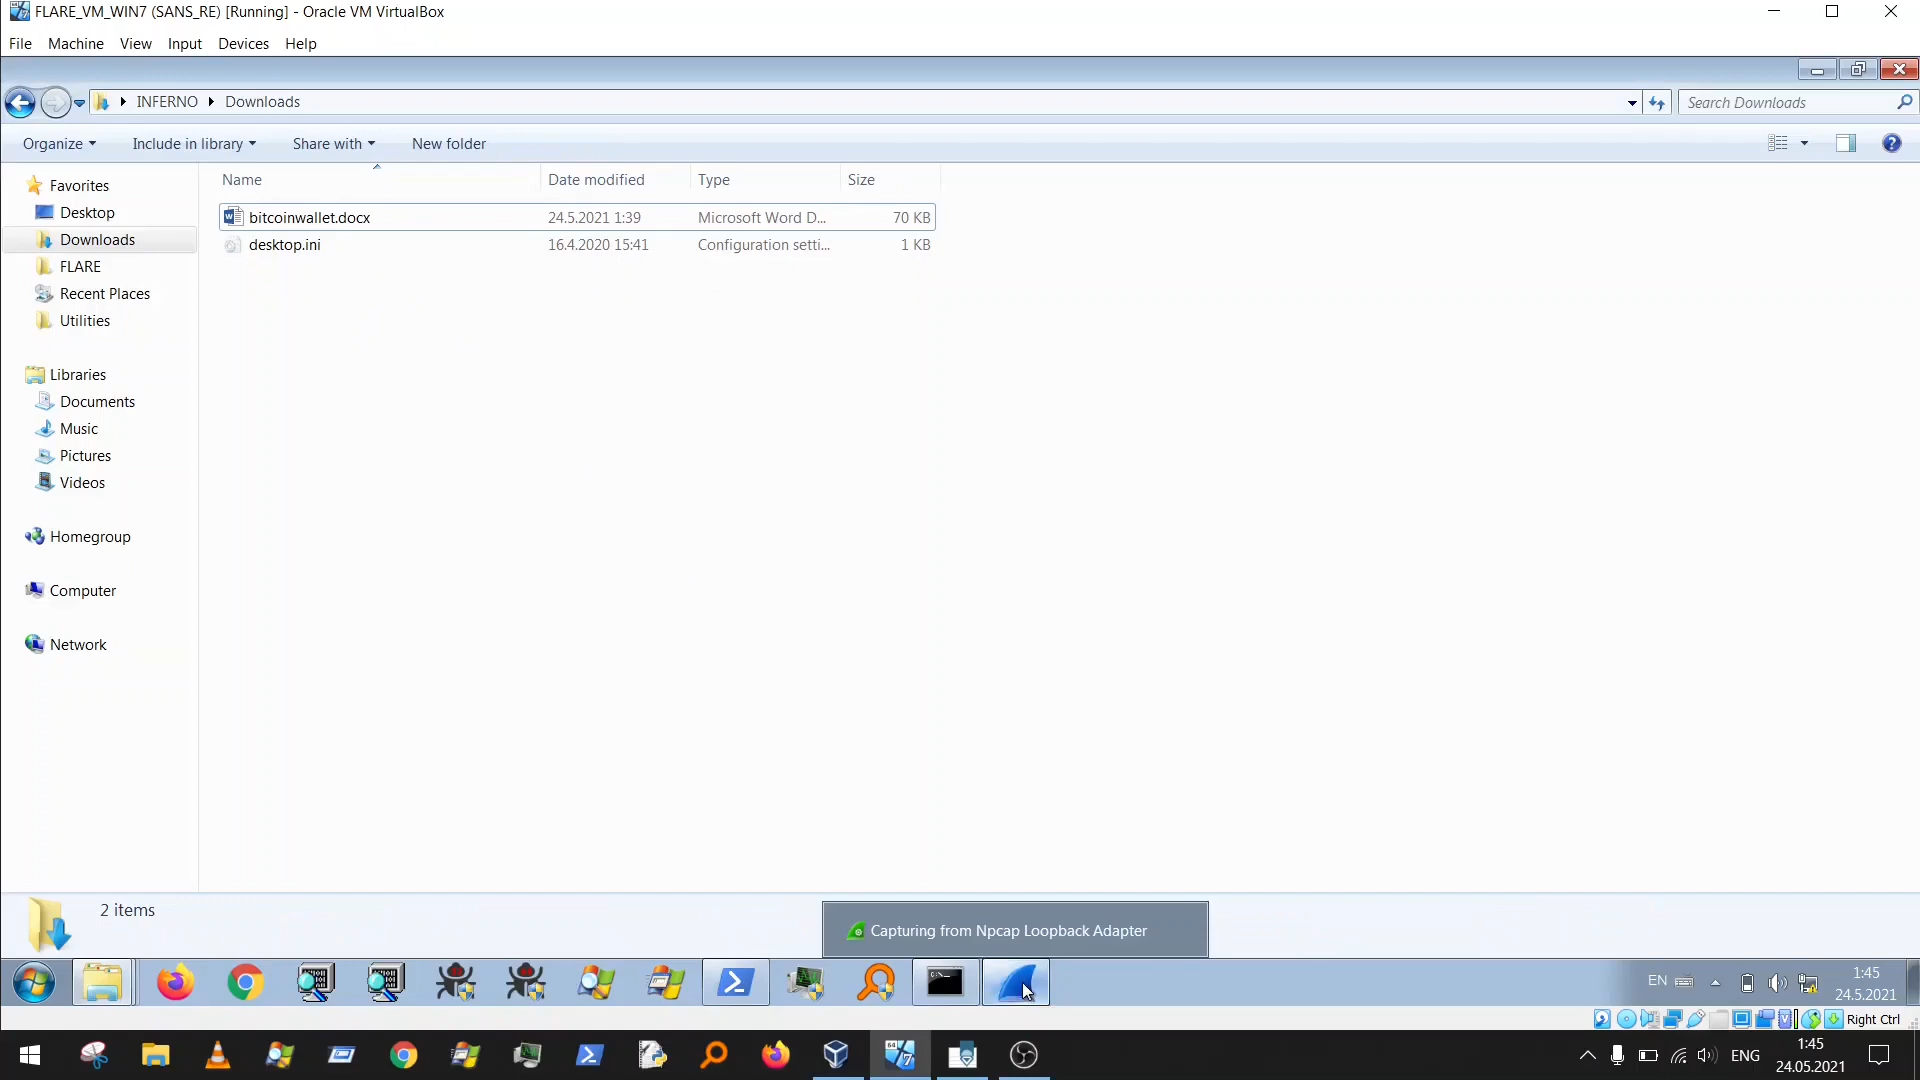 FLARE_VM_WIN7 (SANS_RE) [Running] - Oracle VM VirtualBox
File Machine View Input Devices Help
INFERNO Downloads
Search Downloads
Organize Include in library Share with New folder
Name Date modified Type Size
Favorites
Desktop
Downloads
FLARE
Recent Places
Utilities
Libraries
Documents
Music
Pictures
Videos
Homegroup
Computer
Network
bitcoinwallet.docx 24.5.2021 1:39 Microsoft Word D... 70 KB
desktop.ini 16.4.2020 15:41 Configuration setti... 1 KB
2 items
Capturing from Npcap Loopback Adapter
EN
1:45
24.5.2021
Right Ctrl
ENG
1:45
24.05.2021